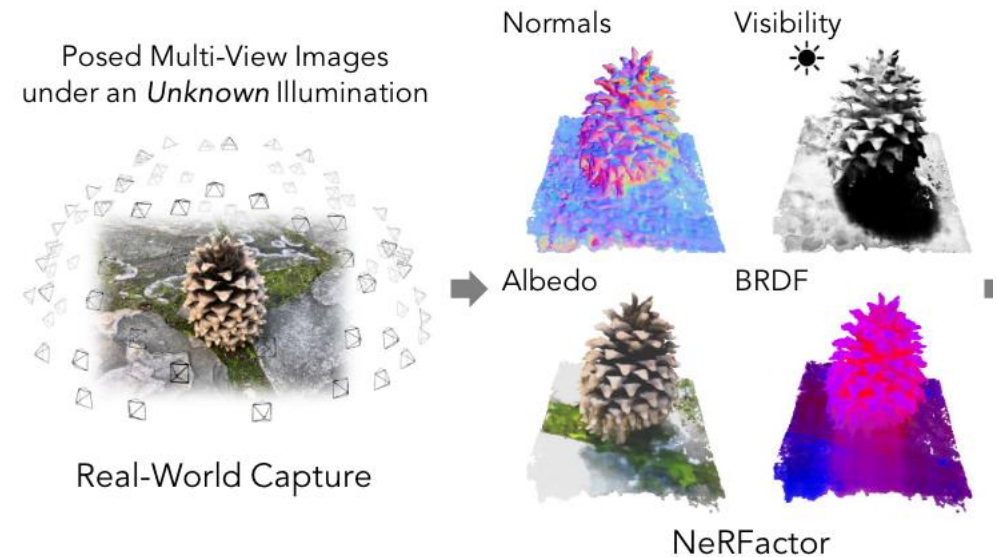 Posed Multi-View Images
under an Unknown Illumination
Real-World Capture
Normals
Visibility
Albedo
BRDF
NeRFactor